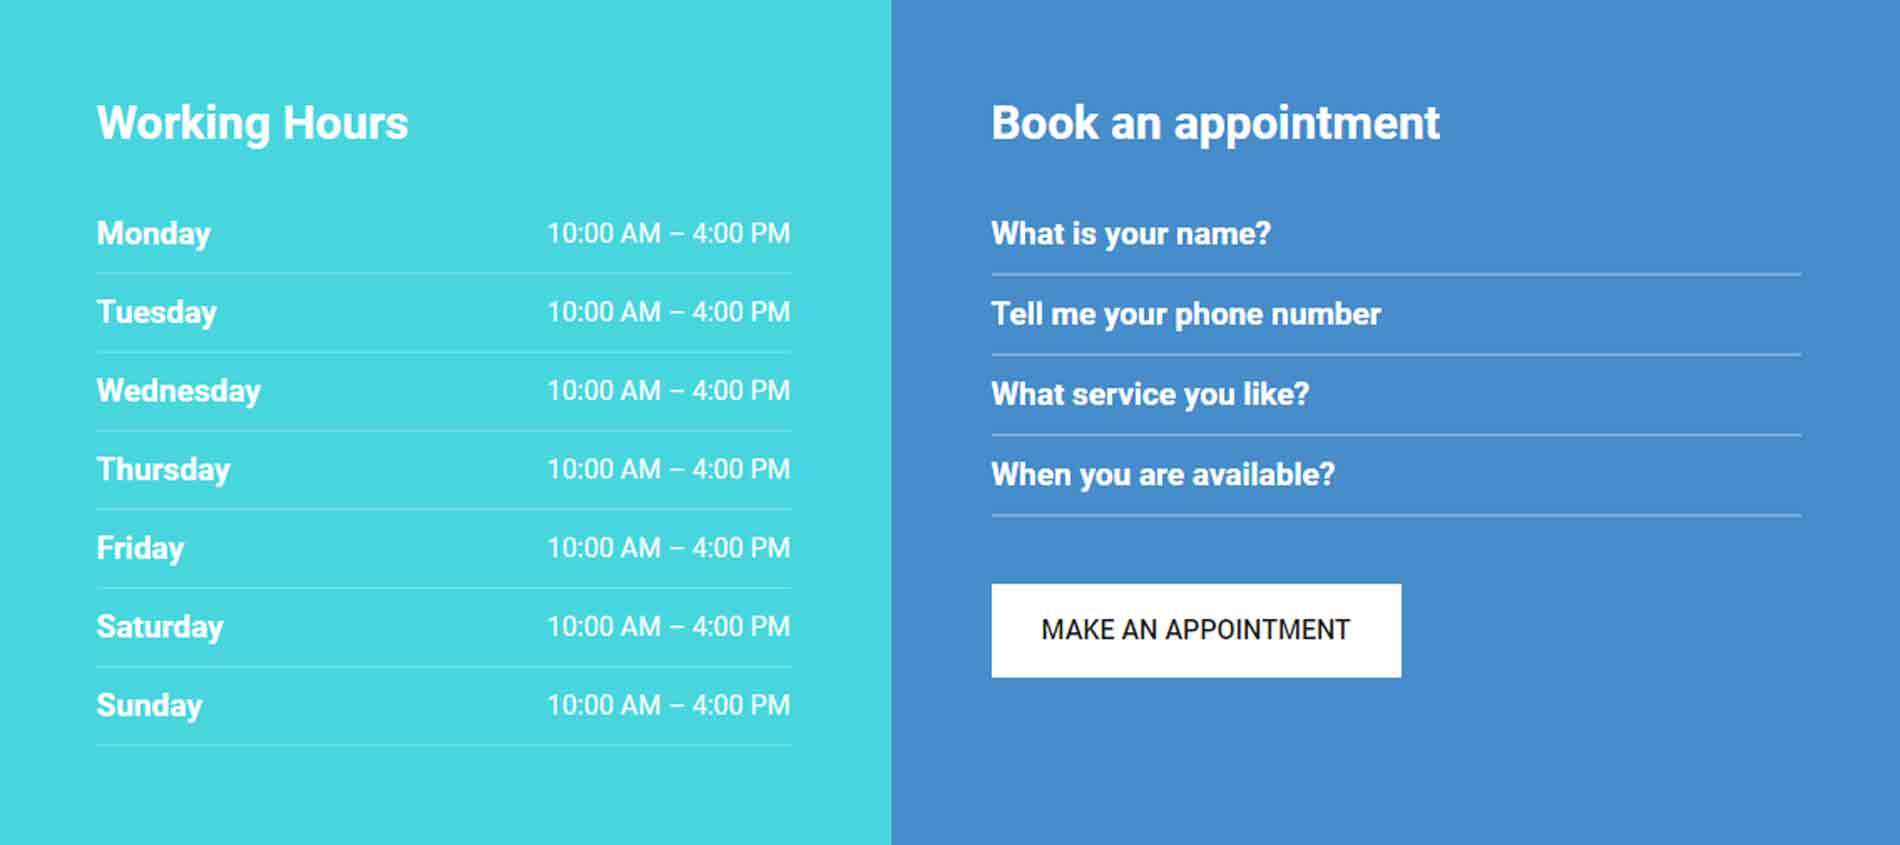 Working Hours
Monday 10:00 AM – 4:00 PM
Tuesday 10:00 AM – 4:00 PM
Wednesday 10:00 AM – 4:00 PM
Thursday 10:00 AM – 4:00 PM
Friday 10:00 AM – 4:00 PM
Saturday 10:00 AM – 4:00 PM
Sunday 10:00 AM – 4:00 PM
Book an appointment
What is your name?
Tell me your phone number
What service you like?
When you are available?
MAKE AN APPOINTMENT